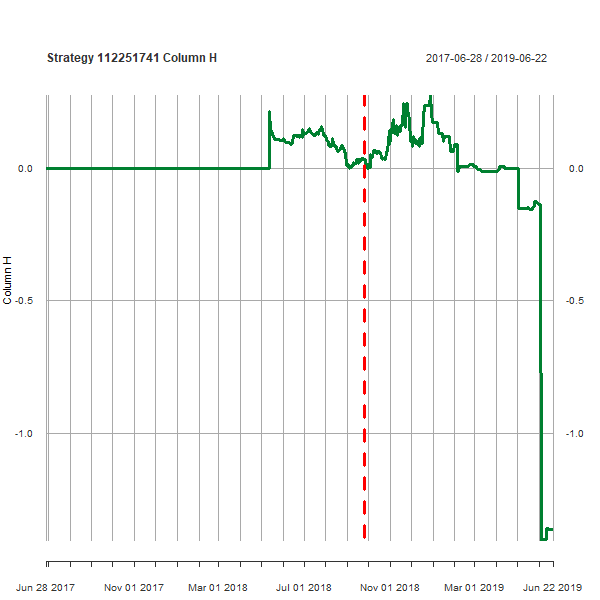 Strategy 112251741 Column H
2017-06-28 / 2019-06-22
0.0
0.0
Column H
-0.5
-0.5
-1.0
-1.0
Jun 28 2017
Nov 01 2017
Mar 01 2018
Jul 01 2018
Nov 01 2018
Mar 01 2019
Jun 22 2019